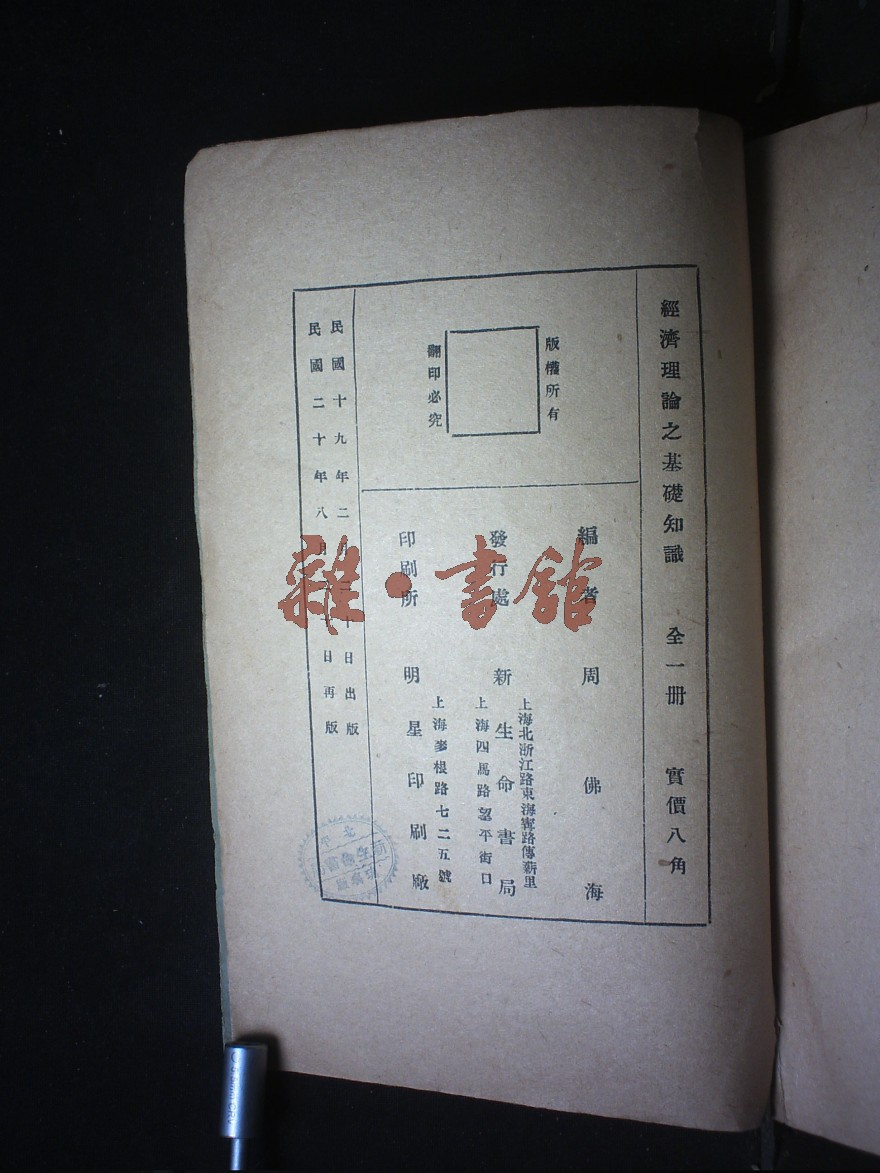 經濟理論之基礎知識 全一册 實價八角
版權所有
翻印必究
編者 周佛海
發行處 新生命書局
上海北浙江路東海寧路傳薪里
上海四馬路望平街口
印刷所 明星印刷廠
上海麥根路七二五號
民國十九年二月 十日出版
民國二十年八月 日再版
雜·書館